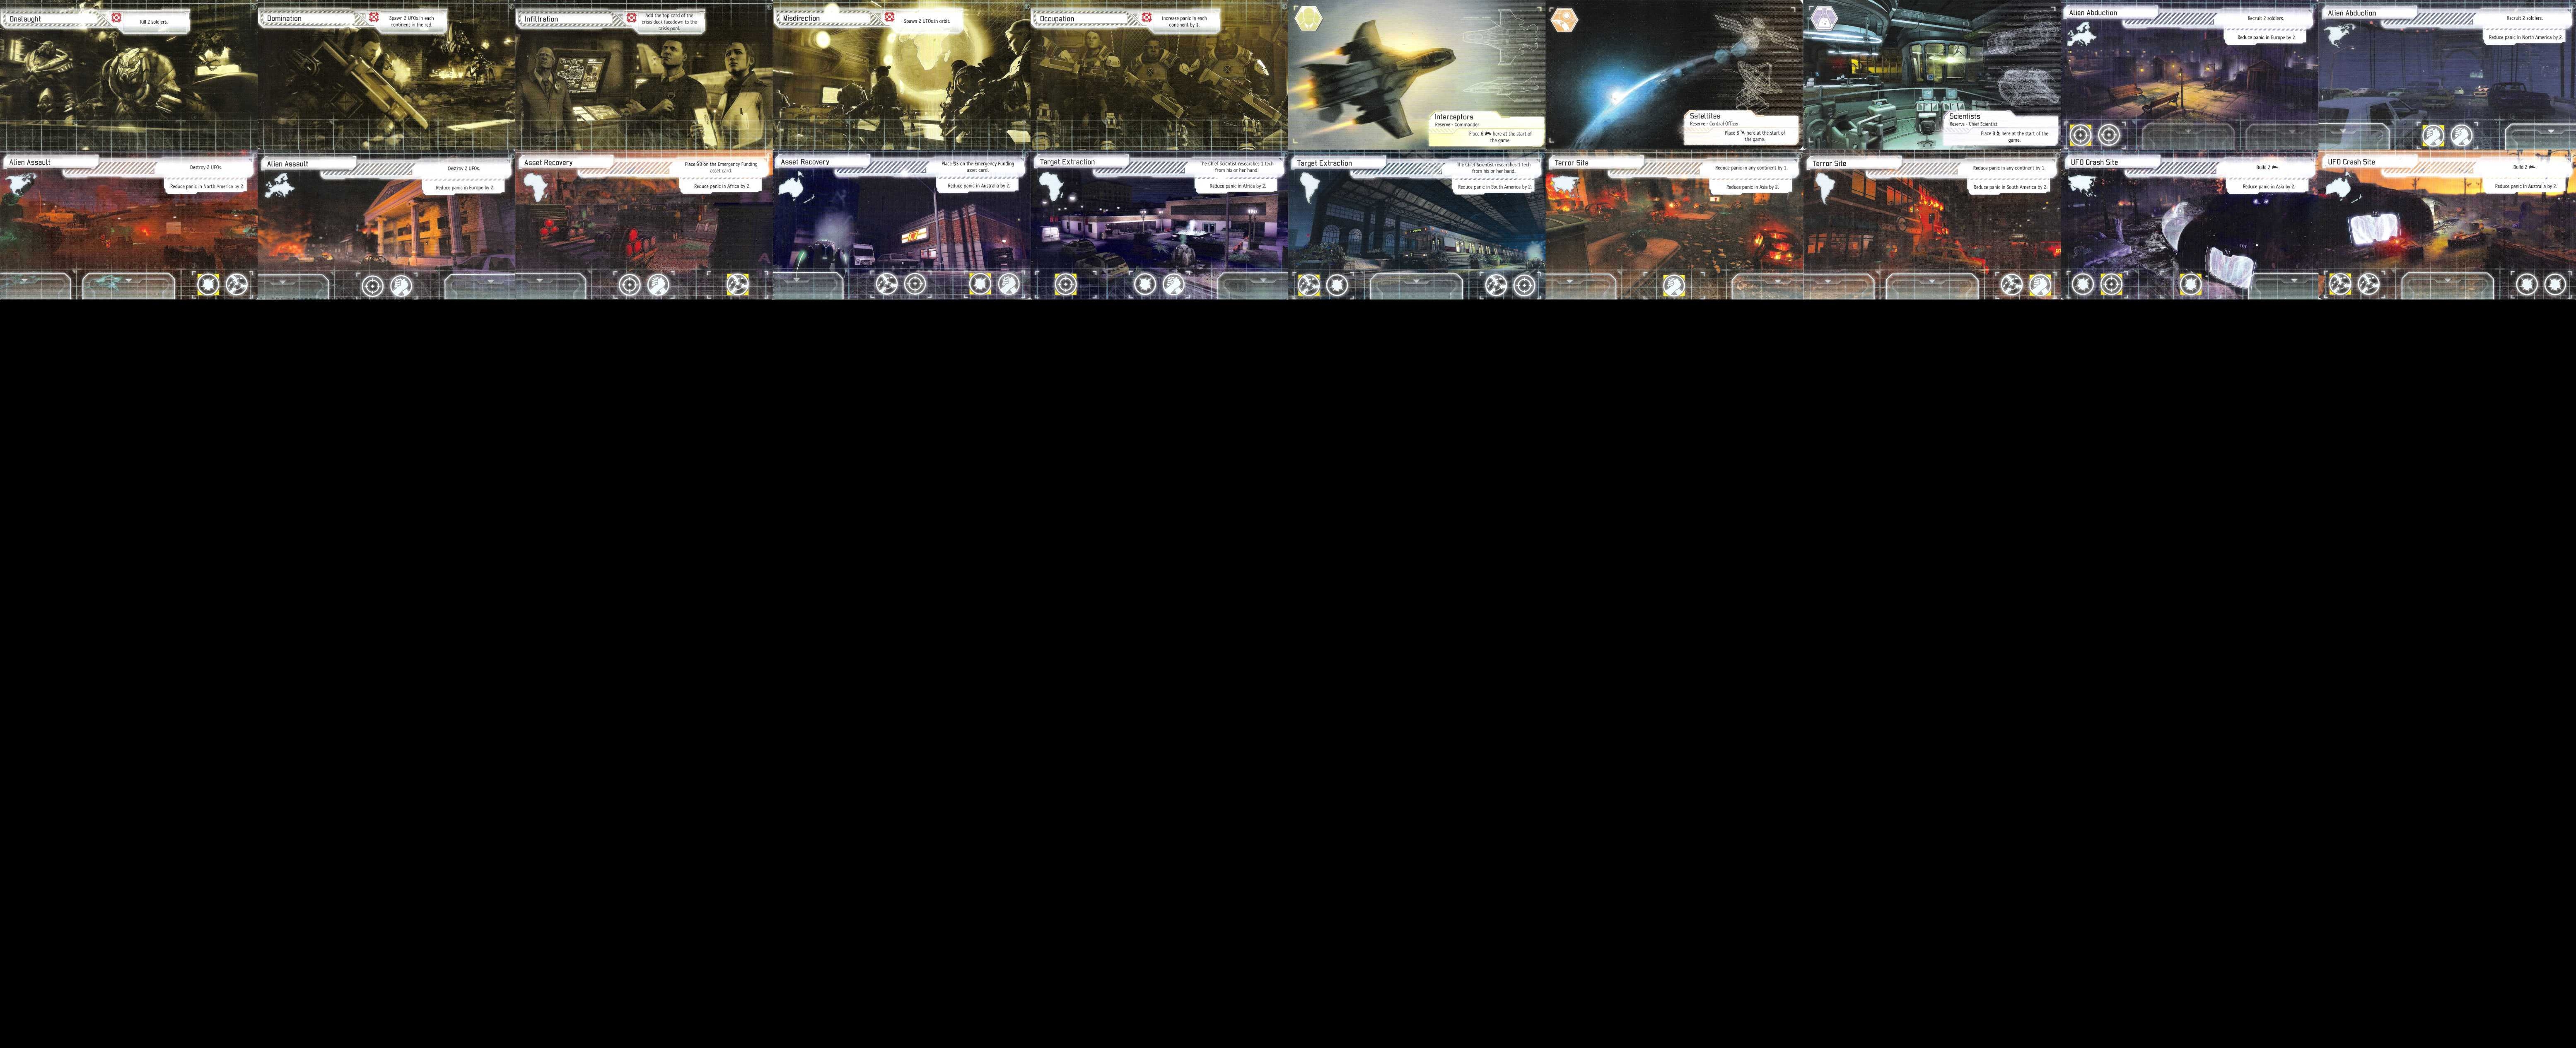 Onslaught
Kill 2 soldiers.
Domination
Spawn 2 UFOs in each
continent in the red.
Infiltration
Add the top card of the
crisis deck facedown to the
crisis pool.
Misdirection
Spawn 2 UFOs in orbit.
Occupation
Increase panic in each
continent by 1.
Interceptors
Reserve - Commander
Place 6 here at the start of
the game.
Satellites
Reserve - Central Officer
Place 8 here at the start of
the game.
Scientists
Reserve - Chief Scientist
Place 8 here at the start of the
game.
Alien Abduction
Recruit 2 soldiers.
Reduce panic in Europe by 2.
Alien Abduction
Recruit 2 soldiers.
Reduce panic in North America by 2.
Alien Assault
Destroy 2 UFOs.
Reduce panic in North America by 2.
Alien Assault
Destroy 2 UFOs.
Reduce panic in Europe by 2.
Asset Recovery
Place $3 on the Emergency Funding
asset card.
Reduce panic in Africa by 2.
Asset Recovery
Place $3 on the Emergency Funding
asset card.
Reduce panic in Australia by 2.
Target Extraction
The Chief Scientist researches 1 tech
from his or her hand.
Reduce panic in Africa by 2.
Target Extraction
The Chief Scientist researches 1 tech
from his or her hand.
Reduce panic in South America by 2.
Terror Site
Reduce panic in any continent by 1.
Reduce panic in Asia by 2.
Terror Site
Reduce panic in any continent by 1.
Reduce panic in South America by 2.
UFO Crash Site
Build 2
Reduce panic in Asia by 2.
UFO Crash Site
Build 2
Reduce panic in Australia by 2.